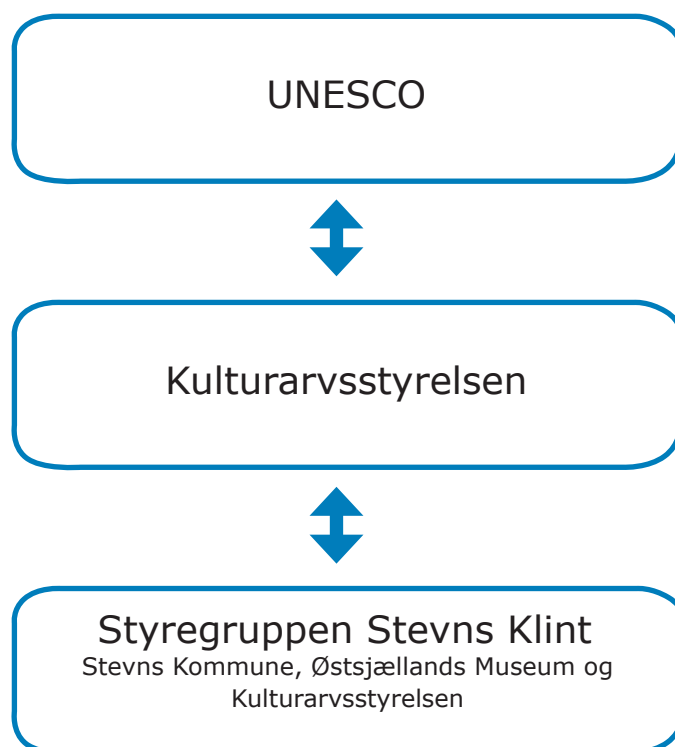 UNESCO
Kulturarvsstyrelsen
Styregruppen Stevns Klint
Stevns Kommune, Østsjællands Museum og
Kulturarvsstyrelsen